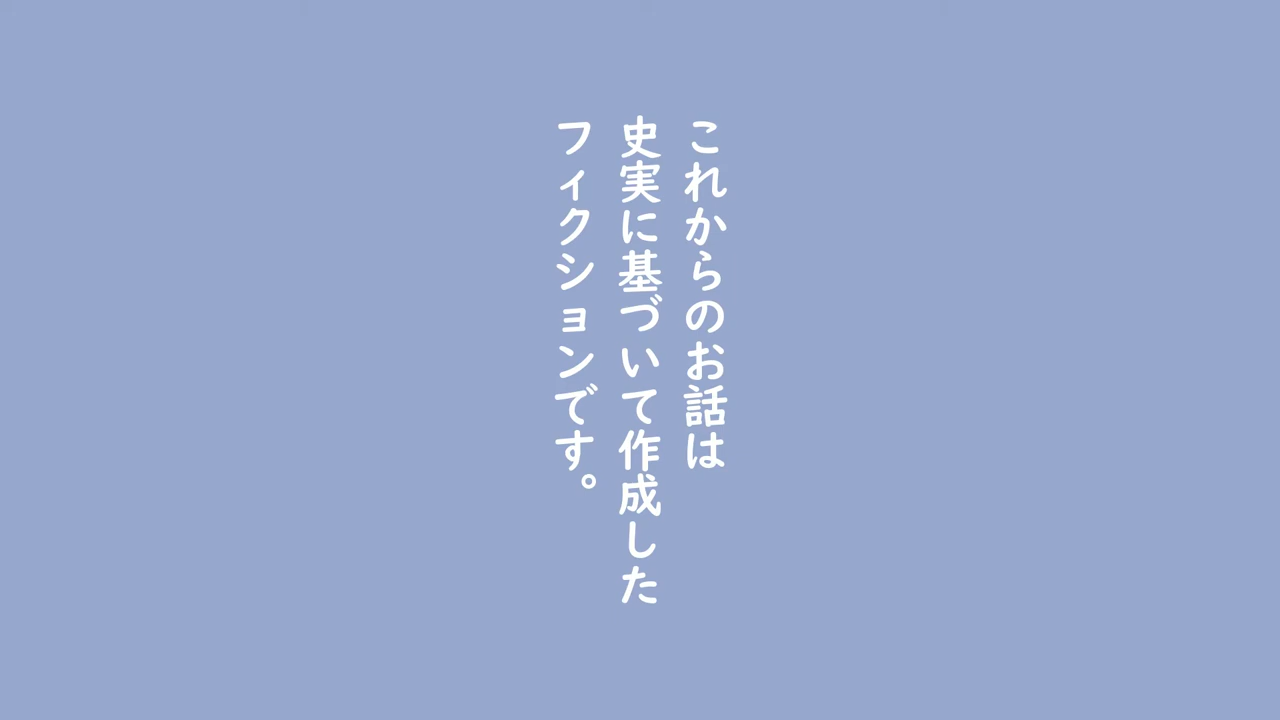 これからのお話は
史実に基づいて作成した
フィクションです。